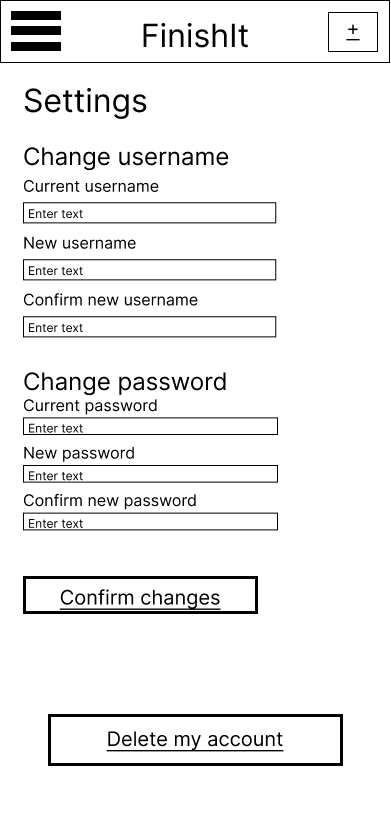 FinishIt
+
Settings
Change username
Current username
Enter text
New username
Enter text
Confirm new username
Enter text
Change password
Current password
Enter text
New password
Enter text
Confirm new password
Enter text
Confirm changes
Delete my account